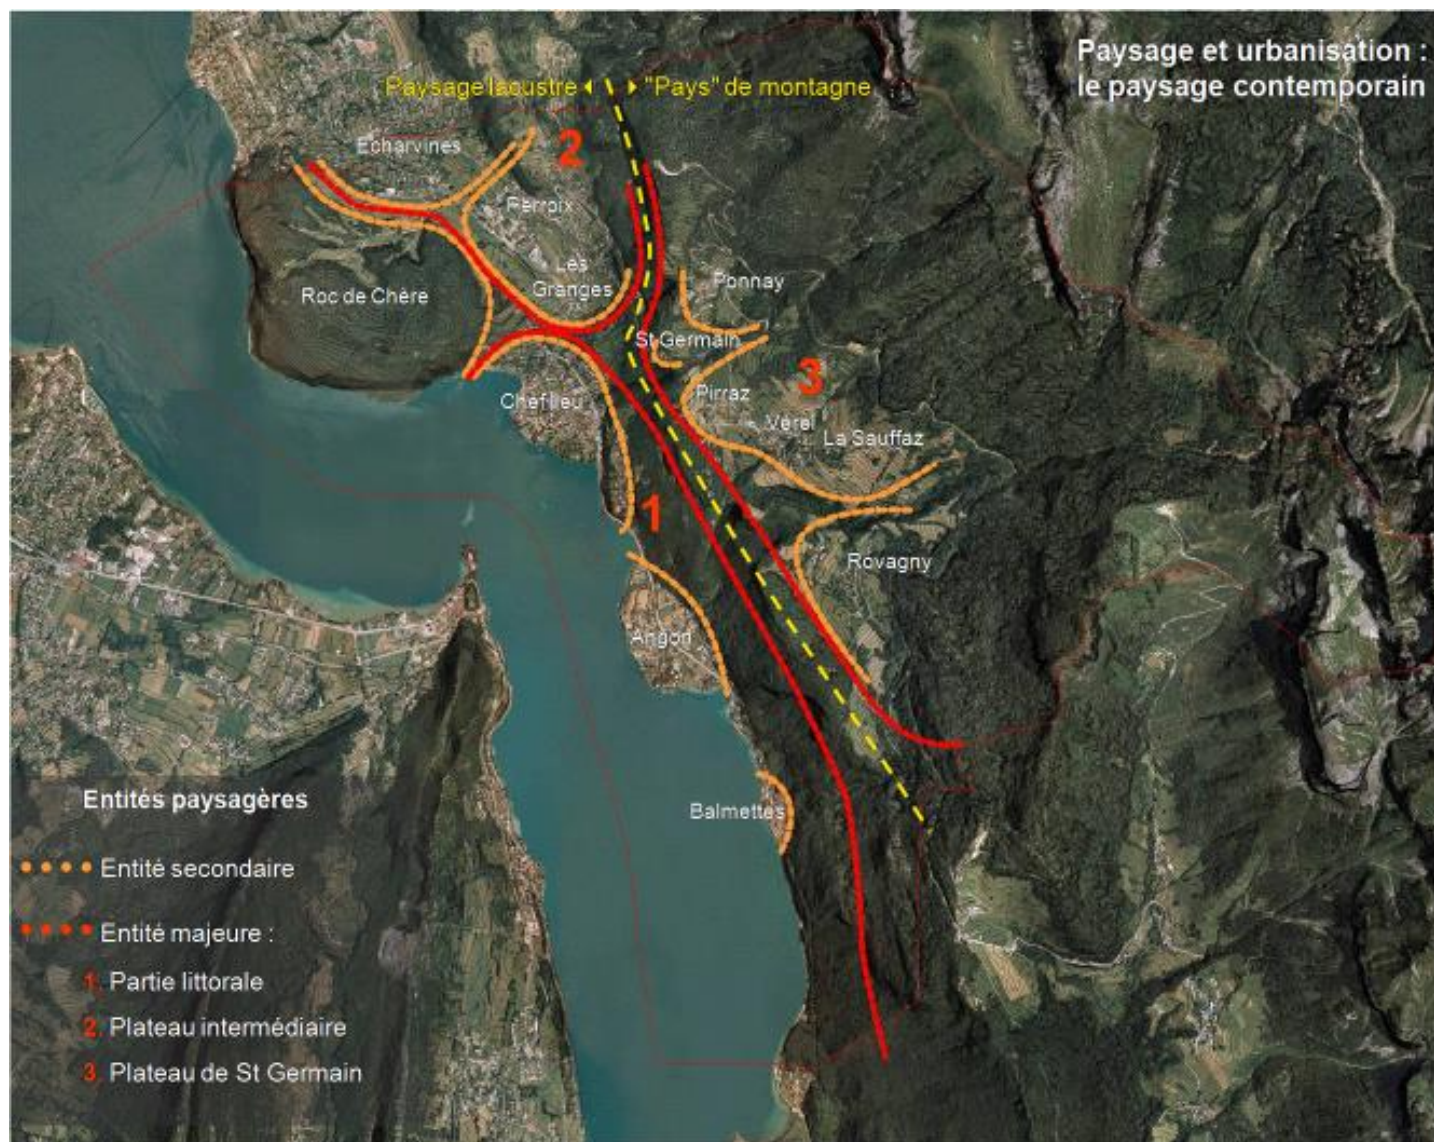 Paysage et urbanisation :
le paysage contemporain
Paysage lacustre "Pays" de montagne
2
Echarvines
Perroix
Les
Granges
Ponnay
Roc de Chère
St Germain
3
Chef lieu
Pirraz
Verel
La Sauffaz
1
Rovagny
Angon
Balmettes
Entités paysagères
Entité secondaire
Entité majeure :
1. Partie littorale
2. Plateau intermédiaire
3. Plateau de St Germain